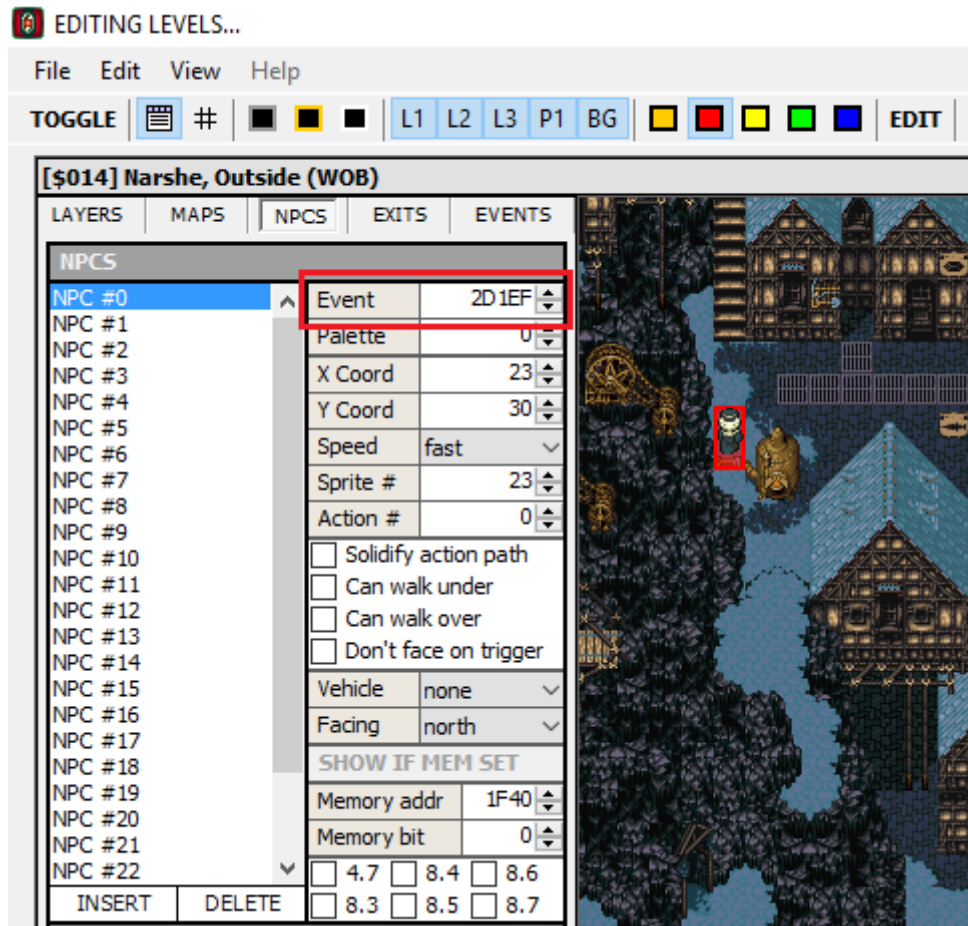 EDITING LEVELS...
File Edit View Help
TOGGLE # L1 L2 L3 P1 BG EDIT
[$014] Narshe, Outside (WOB)
LAYERS MAPS NPCS EXITS EVENTS
NPCS
NPC #0
NPC #1
NPC #2
NPC #3
NPC #4
NPC #5
NPC #6
NPC #7
NPC #8
NPC #9
NPC #10
NPC #11
NPC #12
NPC #13
NPC #14
NPC #15
NPC #16
NPC #17
NPC #18
NPC #19
NPC #20
NPC #21
NPC #22
INSERT DELETE
Event 2D1EF
Palette 0
X Coord 23
Y Coord 30
Speed fast
Sprite # 23
Action # 0
Solidify action path
Can walk under
Can walk over
Don't face on trigger
Vehicle none
Facing north
SHOW IF MEM SET
Memory addr 1F40
Memory bit 0
4.7 8.4 8.6
8.3 8.5 8.7